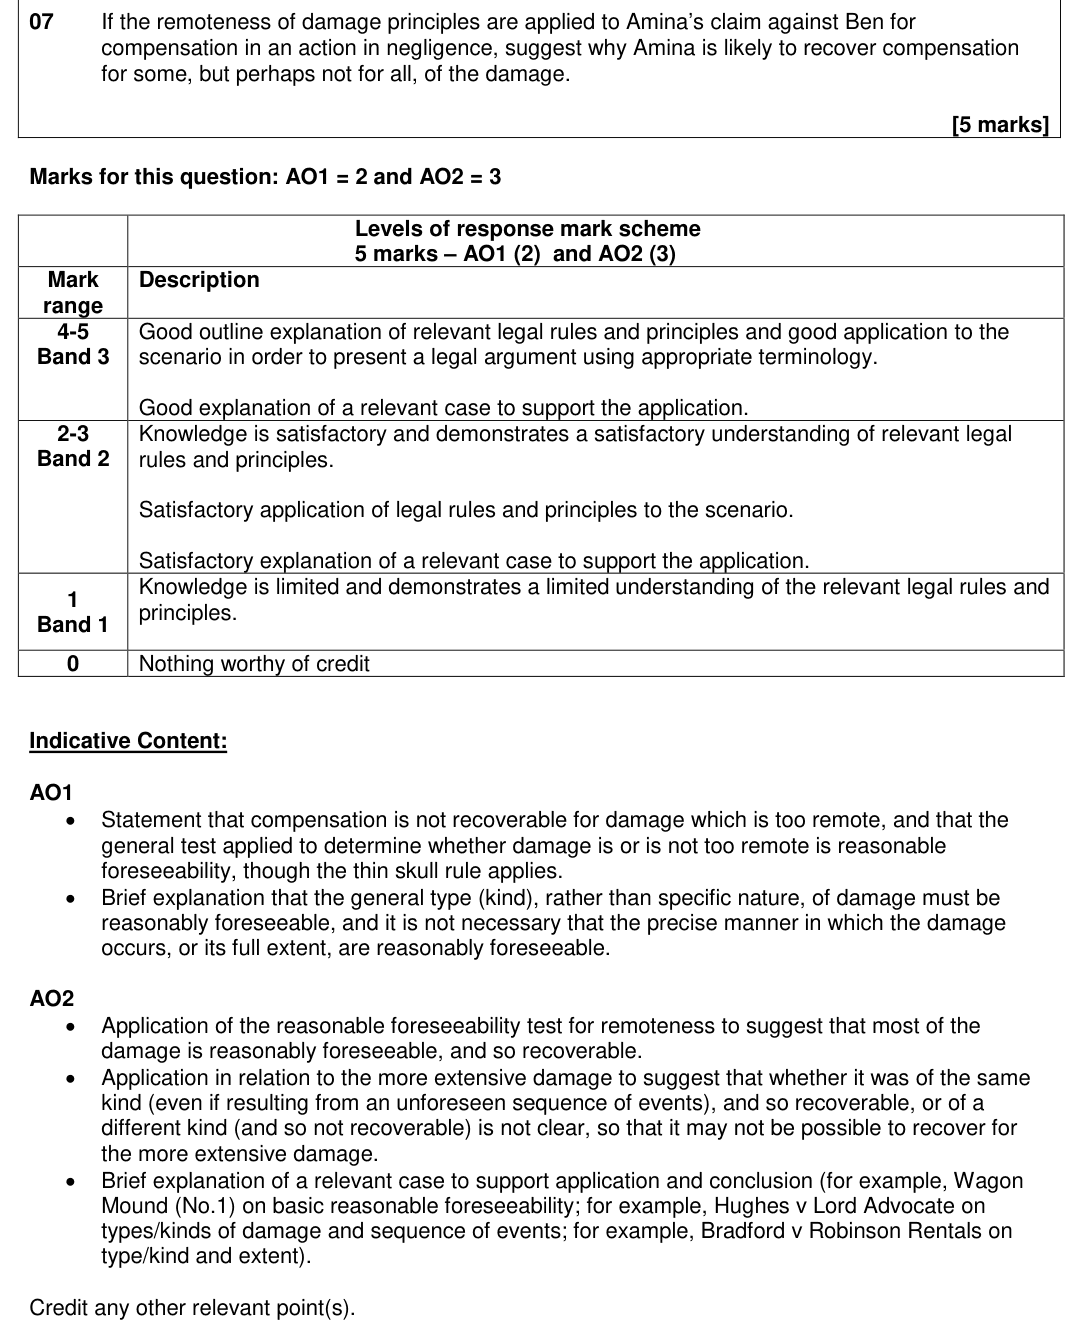 07 If the remoteness of damage principles are applied to Amina’s claim against Ben for
compensation in an action in negligence, suggest why Amina is likely to recover compensation
for some, but perhaps not for all, of the damage.
[5 marks]
Marks for this question: AO1 = 2 and AO2 = 3
Levels of response mark scheme
5 marks – AO1 (2) and AO2 (3)
Mark
range
Description
4-5
Band 3
Good outline explanation of relevant legal rules and principles and good application to the
scenario in order to present a legal argument using appropriate terminology.
Good explanation of a relevant case to support the application.
2-3
Band 2
Knowledge is satisfactory and demonstrates a satisfactory understanding of relevant legal
rules and principles.
Satisfactory application of legal rules and principles to the scenario.
Satisfactory explanation of a relevant case to support the application.
1
Band 1
Knowledge is limited and demonstrates a limited understanding of the relevant legal rules and
principles.
0
Nothing worthy of credit
Indicative Content:
AO1
• Statement that compensation is not recoverable for damage which is too remote, and that the
general test applied to determine whether damage is or is not too remote is reasonable
foreseeability, though the thin skull rule applies.
• Brief explanation that the general type (kind), rather than specific nature, of damage must be
reasonably foreseeable, and it is not necessary that the precise manner in which the damage
occurs, or its full extent, are reasonably foreseeable.
AO2
• Application of the reasonable foreseeability test for remoteness to suggest that most of the
damage is reasonably foreseeable, and so recoverable.
• Application in relation to the more extensive damage to suggest that whether it was of the same
kind (even if resulting from an unforeseen sequence of events), and so recoverable, or of a
different kind (and so not recoverable) is not clear, so that it may not be possible to recover for
the more extensive damage.
• Brief explanation of a relevant case to support application and conclusion (for example, Wagon
Mound (No.1) on basic reasonable foreseeability; for example, Hughes v Lord Advocate on
types/kinds of damage and sequence of events; for example, Bradford v Robinson Rentals on
type/kind and extent).
Credit any other relevant point(s).